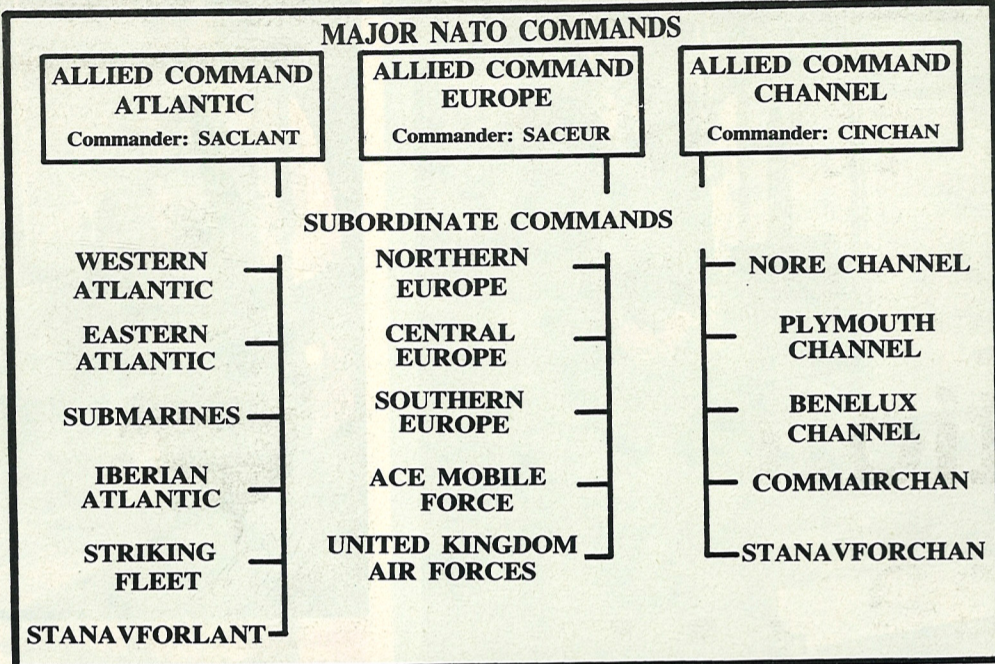 MAJOR NATO COMMANDS
ALLIED COMMAND
ATLANTIC
Commander: SACLANT
ALLIED COMMAND
EUROPE
Commander: SACEUR
ALLIED COMMAND
CHANNEL
Commander: CINCHAN
SUBORDINATE COMMANDS
WESTERN
ATLANTIC
EASTERN
ATLANTIC
SUBMARINES
IBERIAN
ATLANTIC
STRIKING
FLEET
STANAVFORLANT
NORTHERN
EUROPE
CENTRAL
EUROPE
SOUTHERN
EUROPE
ACE MOBILE
FORCE
UNITED KINGDOM
AIR FORCES
NORE CHANNEL
PLYMOUTH
CHANNEL
BENELUX
CHANNEL
COMMAIRCHAN
STANAVFORCHAN